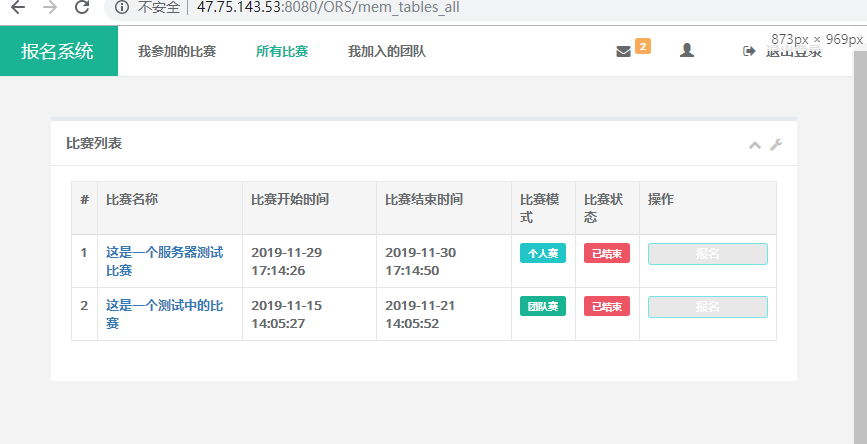 不安全 | 47.75.143.53:8080/ORS/mem_tables_all
873px × 969px
报名系统 我参加的比赛 所有比赛 我加入的团队 2 退出登录
比赛列表
# 比赛名称 比赛开始时间 比赛结束时间 比赛模式 比赛状态 操作
1 这是一个服务器测试比赛 2019-11-29 17:14:26 2019-11-30 17:14:50 个人赛 已结束 报名
2 这是一个测试中的比赛 2019-11-15 14:05:27 2019-11-21 14:05:52 团队赛 已结束 报名